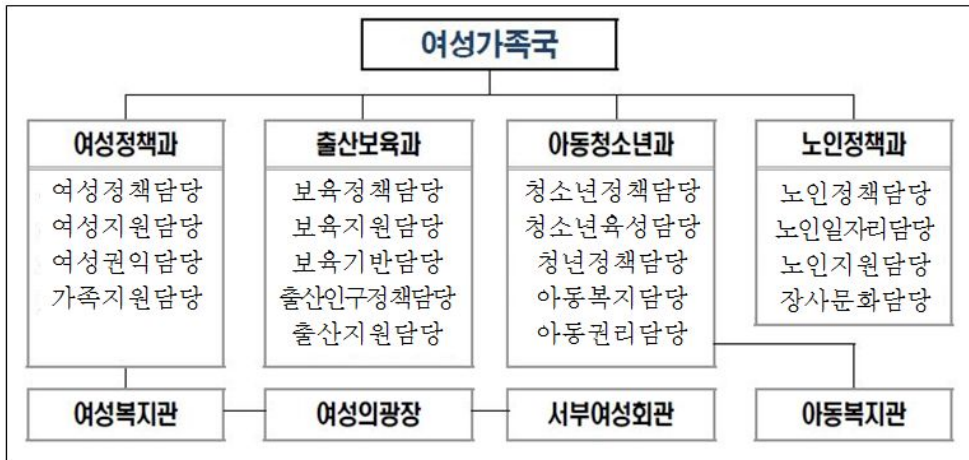 여성가족국
여성정책과
여성정책담당
여성지원담당
여성권익담당
가족지원담당
출산보육과
보육정책담당
보육지원담당
보육기반담당
출산인구정책담당
출산지원담당
아동청소년과
청소년정책담당
청소년육성담당
청년정책담당
아동복지담당
아동권리담당
노인정책과
노인정책담당
노인일자리담당
노인지원담당
장사문화담당
여성복지관
여성의광장
서부여성회관
아동복지관